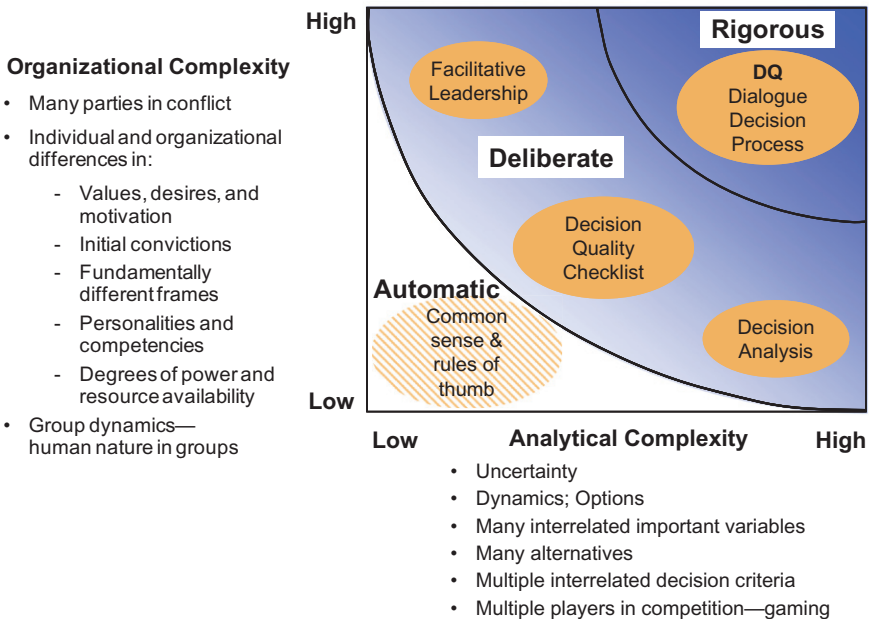 Organizational Complexity
• Many parties in conflict
• Individual and organizational
differences in:
- Values, desires, and
motivation
- Initial convictions
- Fundamentally
different frames
- Personalities and
competencies
- Degrees of power and
resource availability
• Group dynamics—
human nature in groups
High
Low
Rigorous
DQ
Dialogue
Decision
Process
Facilitative
Leadership
Deliberate
Decision
Quality
Checklist
Automatic
Common
sense &
rules of
thumb
Decision
Analysis
Low
Analytical Complexity
High
• Uncertainty
• Dynamics; Options
• Many interrelated important variables
• Many alternatives
• Multiple interrelated decision criteria
• Multiple players in competition—gaming